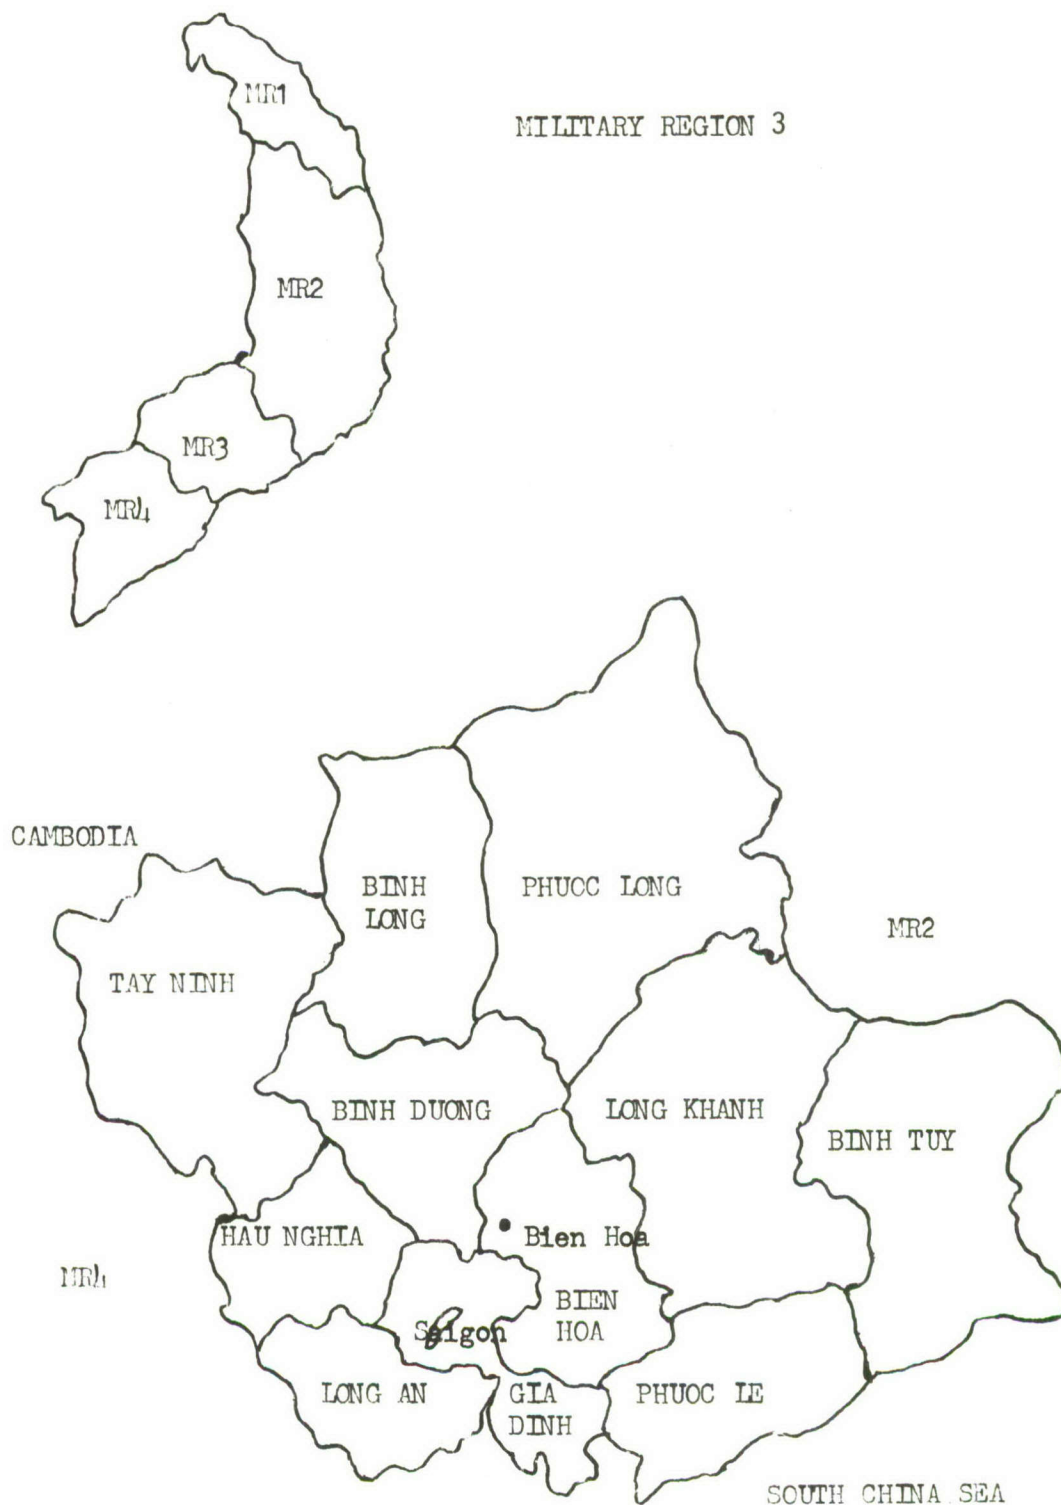 MR1
MILITARY REGION 3
MR2
MR3
MR4
CAMBODIA
BINH
LONG
PHUOC LONG
MR2
TAY NINH
BINH DUONG
LONG KHANH
BINH TUY
HAU NGHIA
Bien Hoa
MR4
BIEN
HOA
Saigon
LONG AN
GIA
DINH
PHUOC LE
SOUTH CHINA SEA